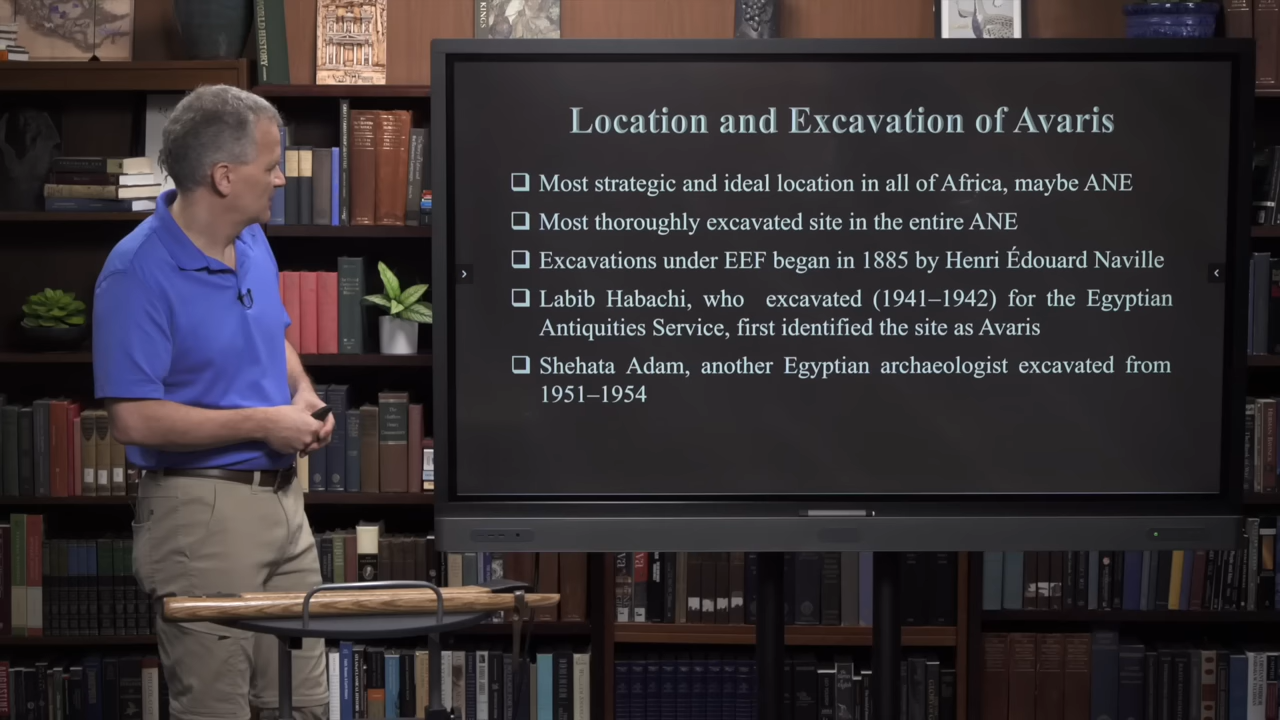 WORLD HISTORY
KINGS
Location and Excavation of Avaris
❑ Most strategic and ideal location in all of Africa, maybe ANE
❑ Most thoroughly excavated site in the entire ANE
❑ Excavations under EEF began in 1885 by Henri Édouard Naville
❑ Labib Habachi, who excavated (1941–1942) for the Egyptian
Antiquities Service, first identified the site as Avaris
❑ Shehata Adam, another Egyptian archaeologist excavated from
1951–1954